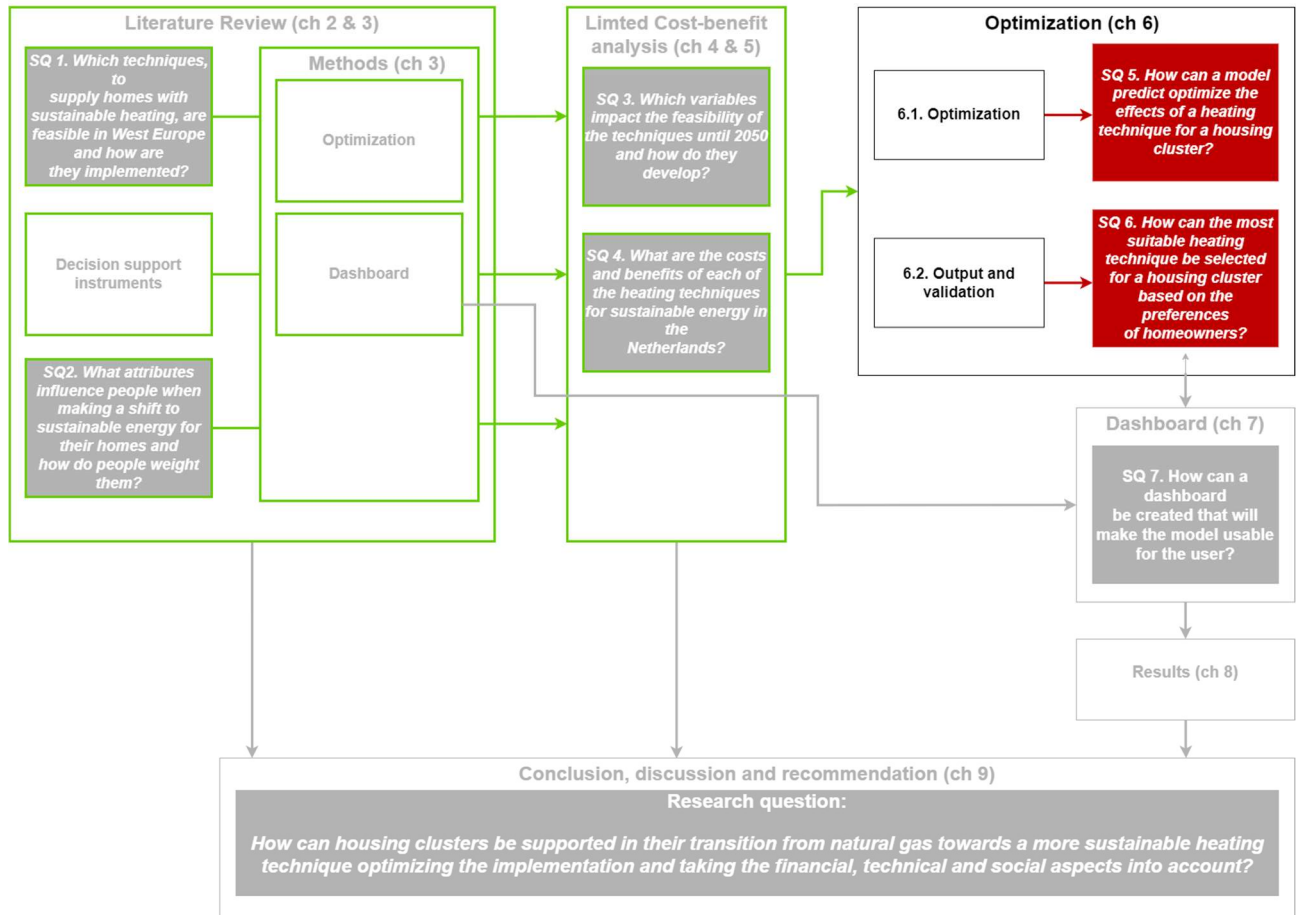 Literature Review (ch 2 & 3)
SQ 1. Which techniques,
to
supply homes with
sustainable heating, are
feasible in West Europe
and how are
they implemented?
Decision support
instruments
SQ2. What attributes
influence people when
making a shift to
sustainable energy for
their homes and
how do people weight
them?
Methods (ch 3)
Optimization
Dashboard
Limted Cost-benefit
analysis (ch 4 & 5)
SQ 3. Which variables
impact the feasibility of
the techniques until 2050
and how do they
develop?
SQ 4. What are the costs
and benefits of each of
the heating techniques
for sustainable energy in
the
Netherlands?
Optimization (ch 6)
6.1. Optimization
SQ 5. How can a model
predict optimize the
effects of a heating
technique for a housing
cluster?
6.2. Output and
validation
SQ 6. How can the most
suitable heating
technique be selected
for a housing cluster
based on the
preferences
of homeowners?
Dashboard (ch 7)
SQ 7. How can a
dashboard
be created that will
make the model usable
for the user?
Results (ch 8)
Conclusion, discussion and recommendation (ch 9)
Research question:
How can housing clusters be supported in their transition from natural gas towards a more sustainable heating
technique optimizing the implementation and taking the financial, technical and social aspects into account?